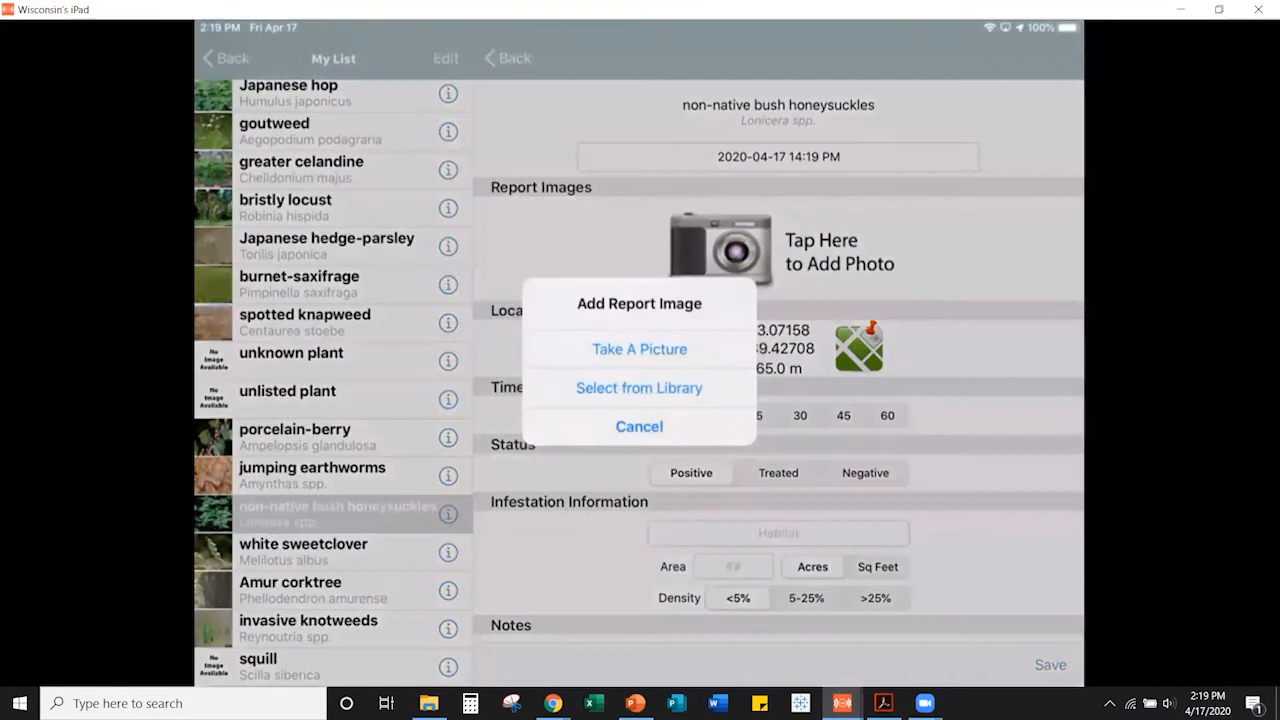 Wisconsin's iPad
2:19 PM Fri Apr 17
100%
Back
My List
Edit
Back
Japanese hop
Humulus japonicus
goutweed
Aegopodium podagraria
greater celandine
Chelidonium majus
bristly locust
Robinia hispida
Japanese hedge-parsley
Torilis japonica
burnet-saxifrage
Pimpinella saxifraga
spotted knapweed
Centaurea stoebe
No
Image
Available
unknown plant
No
Image
Available
unlisted plant
porcelain-berry
Ampelopsis glandulosa
jumping earthworms
Amynthas spp.
non-native bush honeysuckles
Lonicera spp.
white sweetclover
Melilotus albus
Amur corktree
Phellodendron amurense
invasive knotweeds
Reynoutria spp.
No
Image
Available
squill
Scilla siberica
non-native bush honeysuckles
Lonicera spp.
2020-04-17 14:19 PM
Report Images
Tap Here
to Add Photo
Add Report Image
Take A Picture
Select from Library
Cancel
Loca
3.07158
9.42708
65.0 m
Time
5 30 45 60
Status
Positive Treated Negative
Infestation Information
Habitat
Area ## Acres Sq Feet
Density <5% 5-25% >25%
Notes
Save
Type here to search
2:19 PM
4/17/2020
1